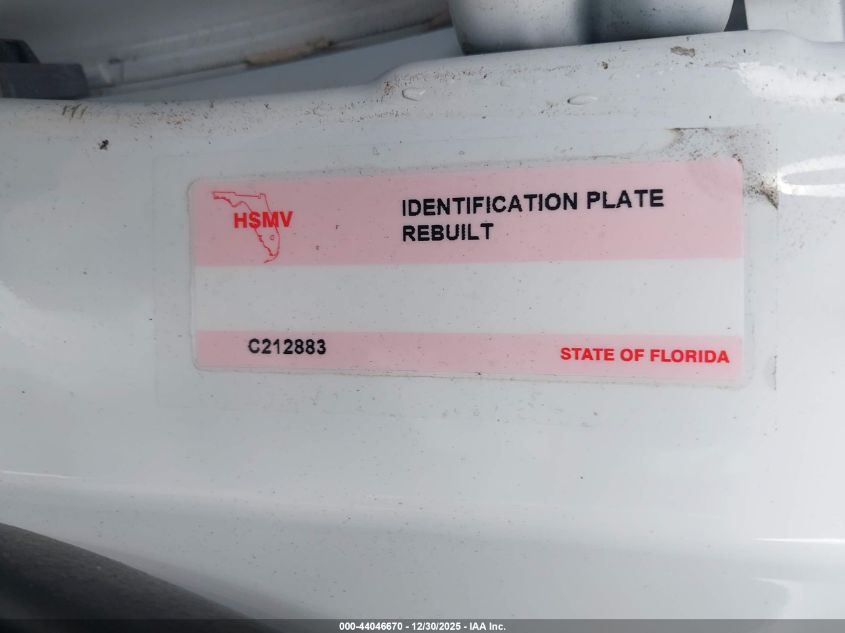 HSMV
IDENTIFICATION PLATE
REBUILT
C212883
STATE OF FLORIDA
000-44046670 - 12/30/2025 - IAA Inc.